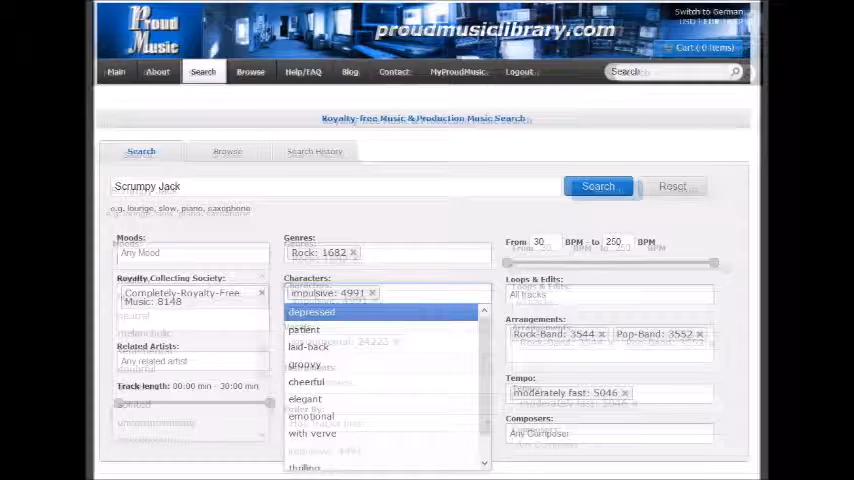 Proud
Music
proudmusiclibrary.com
Switch to German
Cart (0 Items)
Main About Search Browse Help/FAQ Blog Contact MyProudMusic Logout Search
Royalty-free Music & Production Music Search
Search Browse Search History
Scrumpy Jack Search Reset
e.g. lounge, slow, piano, saxophone
Moods:
Any Mood
Royalty Collecting Society:
Completely-Royalty-Free
Music: 8148 ×
neutral
melancholic
Related Artists:
Any related artist
doubtful
Track length: 00:00 min - 30:00 min
Genres:
Rock: 1682 ×
Characters:
impulsive: 4991 ×
depressed
patient
laid-back
groovy
cheerful
elegant
emotional
with verve
thrilling
From 30 BPM - to 250 BPM
Loops & Edits:
All tracks
Arrangements:
Rock-Band: 3544 × Pop-Band: 3552 ×
Tempo:
moderately fast: 5046 ×
Composers:
Any Composer